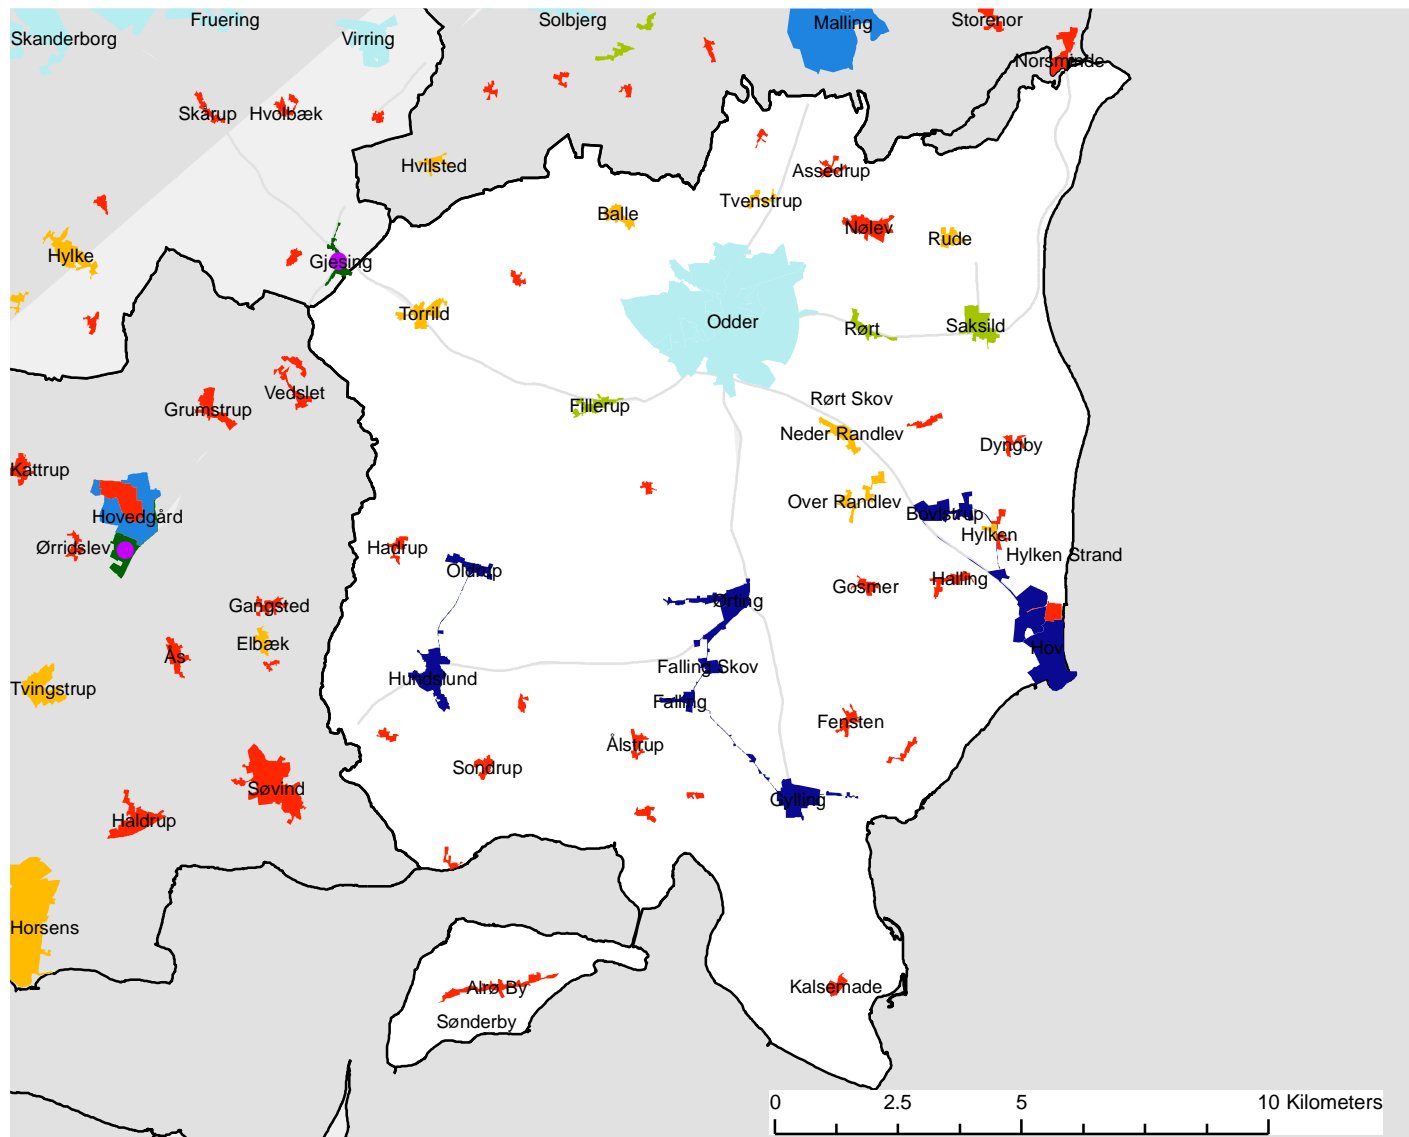 Fruering
Solbjerg
Malling
Storenor
Skanderborg
Virring
Norsminde
Skårup
Hvolbæk
Hvilsted
Assedrup
Tvenstrup
Balle
Nølev
Rude
Hylke
Gjesing
Torrild
Odder
Rørt
Saksild
Vedslet
Grumstrup
Fillerup
Rørt Skov
Neder Randlev
Dyngby
Kattrup
Over Randlev
Bovlstrup
Hovedgård
Hylken
Ørridslev
Hadrup
Hylken Strand
Oldrup
Halling
Gosmer
Gangsted
Ørting
Elbæk
Hov
Ås
Falling Skov
Hundslund
Tvingstrup
Falling
Fensten
Ålstrup
Sondrup
Søvind
Gylling
Haldrup
Horsens
Alrø By
Kalsemade
Sønderby
0 2.5 5 10 Kilometers